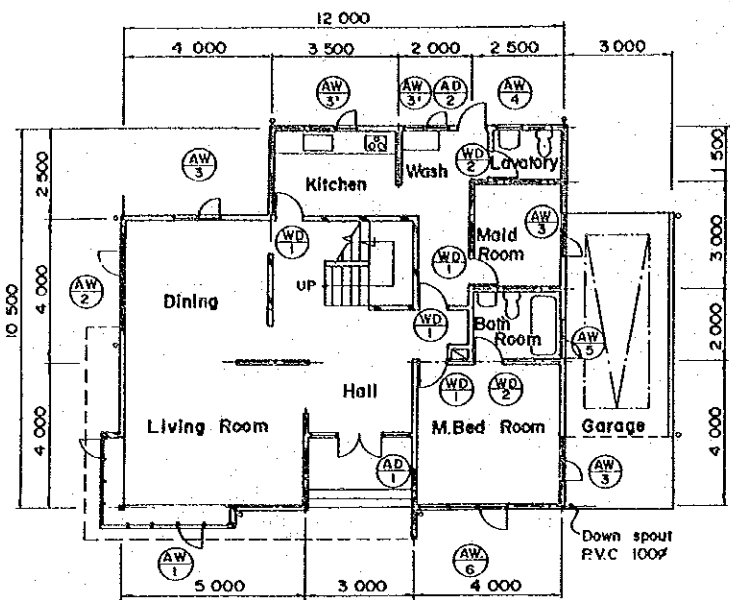 12 000
4 000 3 500 2 000 2 500 3 000
AW 3' AW 3' AD 2 AW 4
2 500 AW 3 Kitchen Wash WD 2 Lavatory 1 500
WD 1 Maid Room AW 3 3 000
AW 2 Dining UP WD 1
10 500 4 000 WD 1 Bath Room AW 5 2 000
Hall WD 1 WD 2
4 000 Living Room M.Bed Room Garage 4 000
AD 1 AW 3
Down spout
P.V.C 100ø
AW 1 AW. 6
5 000 3 000 4 000